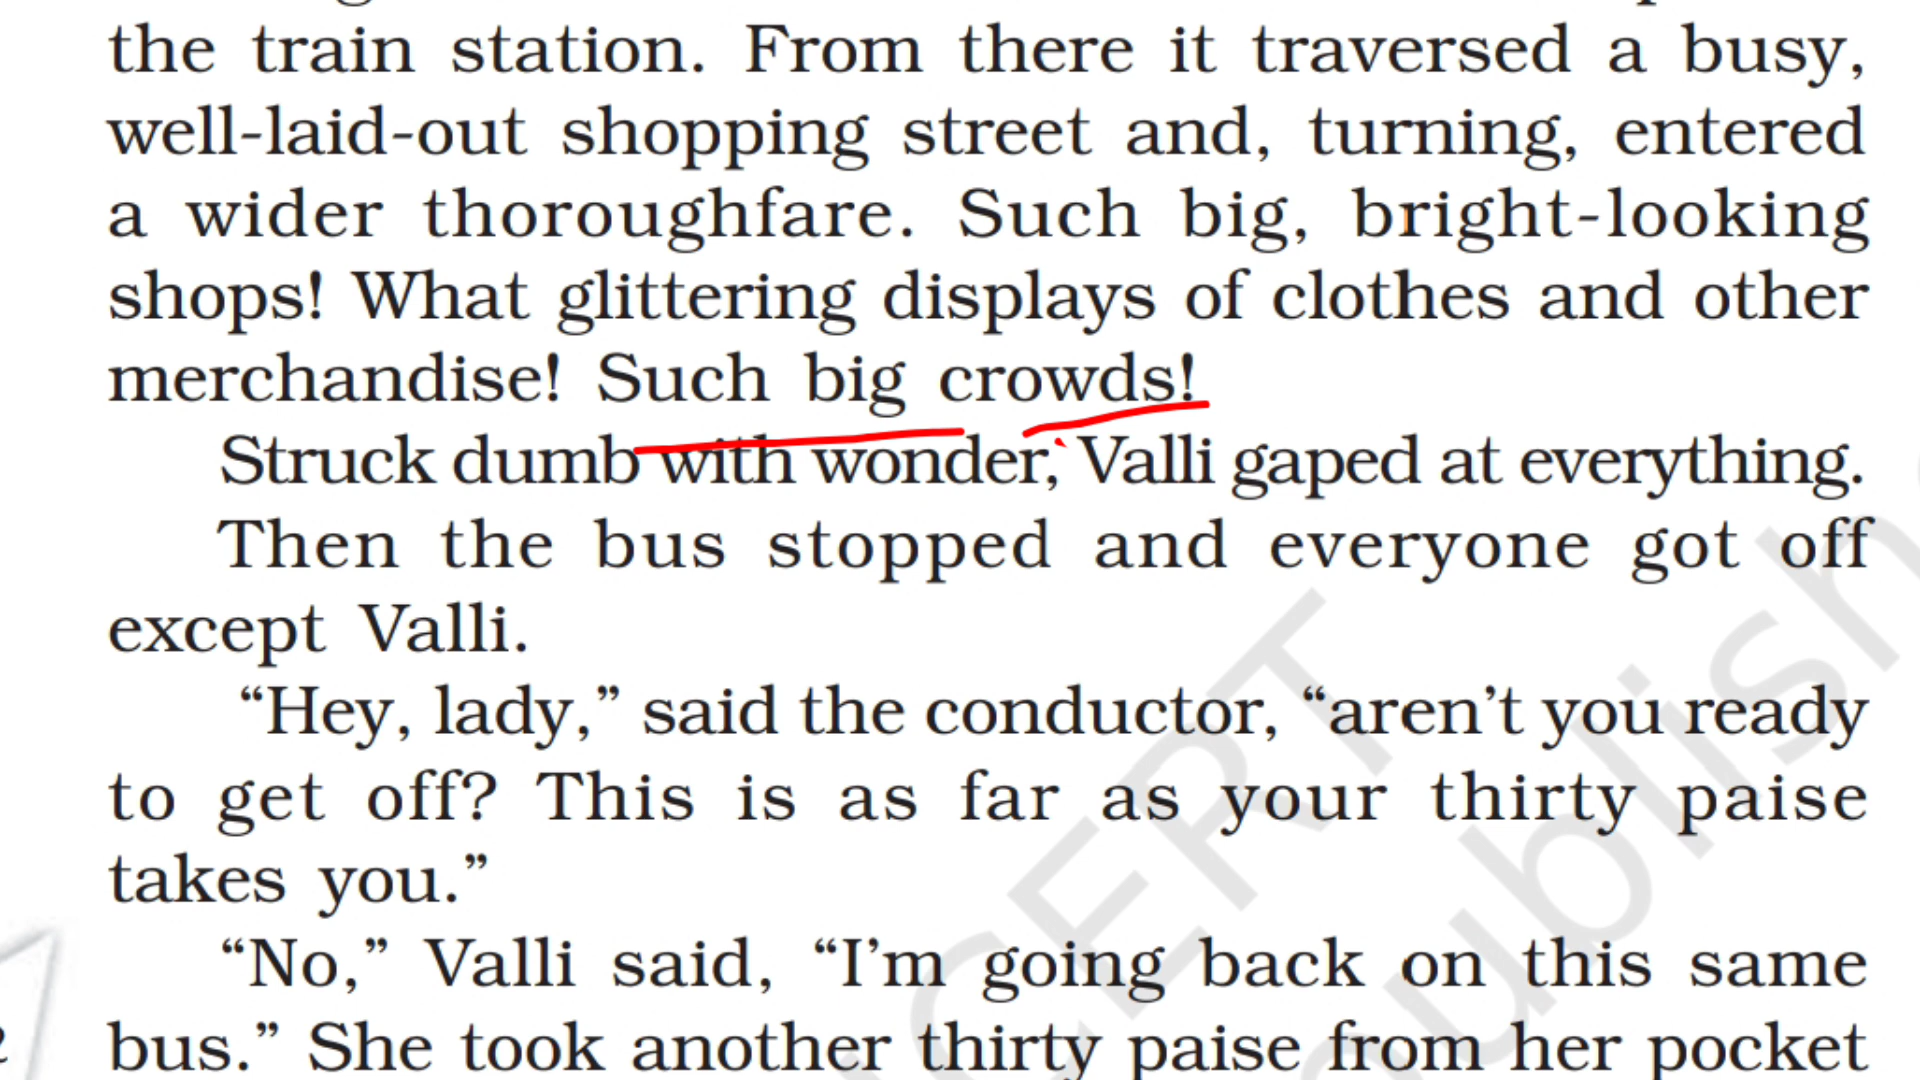 the train station. From there it traversed a busy,
well-laid-out shopping street and, turning, entered
a wider thoroughfare. Such big, bright-looking
shops! What glittering displays of clothes and other
merchandise! Such big crowds!
Struck dumb with wonder, Valli gaped at everything.
Then the bus stopped and everyone got off
except Valli.
“Hey, lady,” said the conductor, “aren’t you ready
to get off? This is as far as your thirty paise
takes you.”
“No,” Valli said, “I’m going back on this same
bus.” She took another thirty paise from her pocket